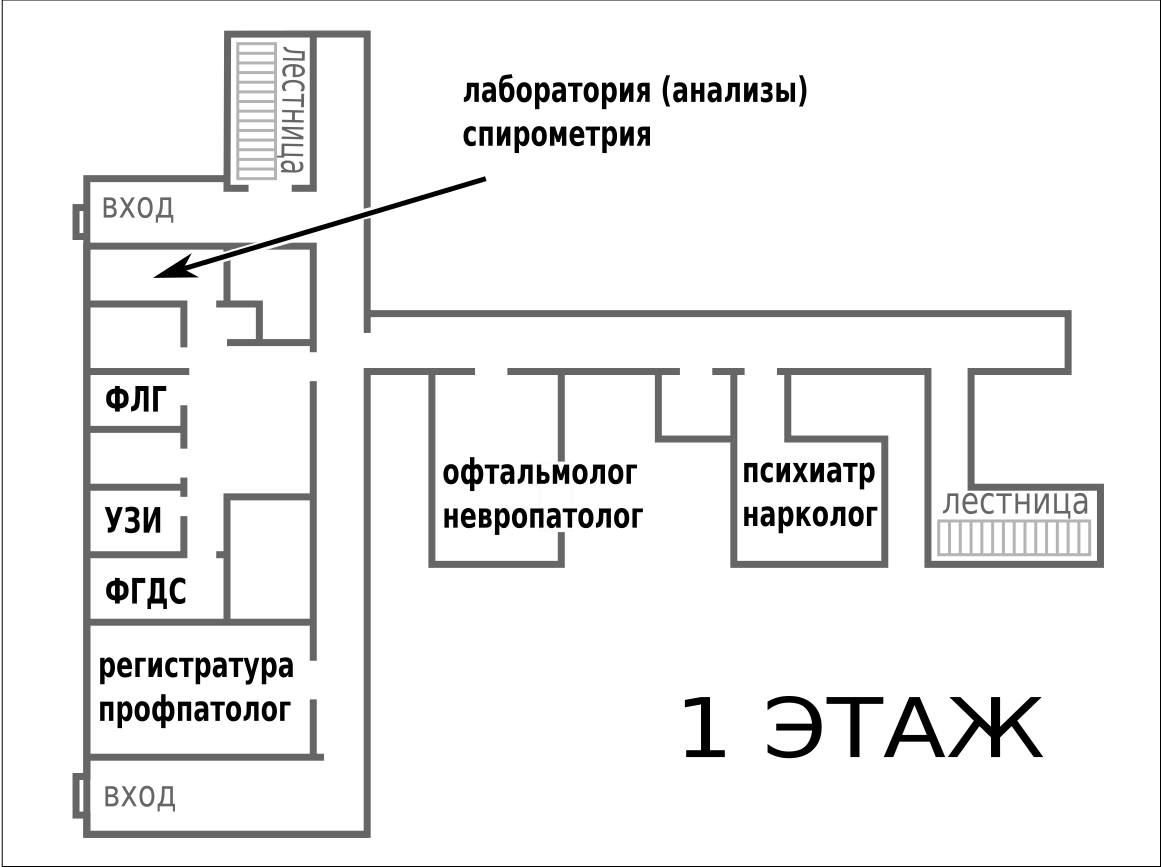 лестница
лаборатория (анализы)
спирометрия
вход
ФЛГ
офтальмолог
невропатолог
психиатр
нарколог
лестница
УЗИ
ФГДС
регистратура
профпатолог
1 ЭТАЖ
вход